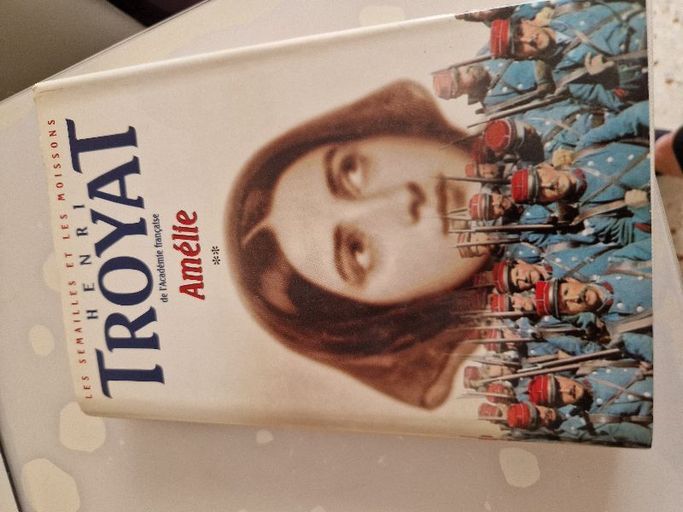 LES SEMAILLES ET LES MOISSONS
HENRI
TROYAT
de l'Académie française
Amélie
**